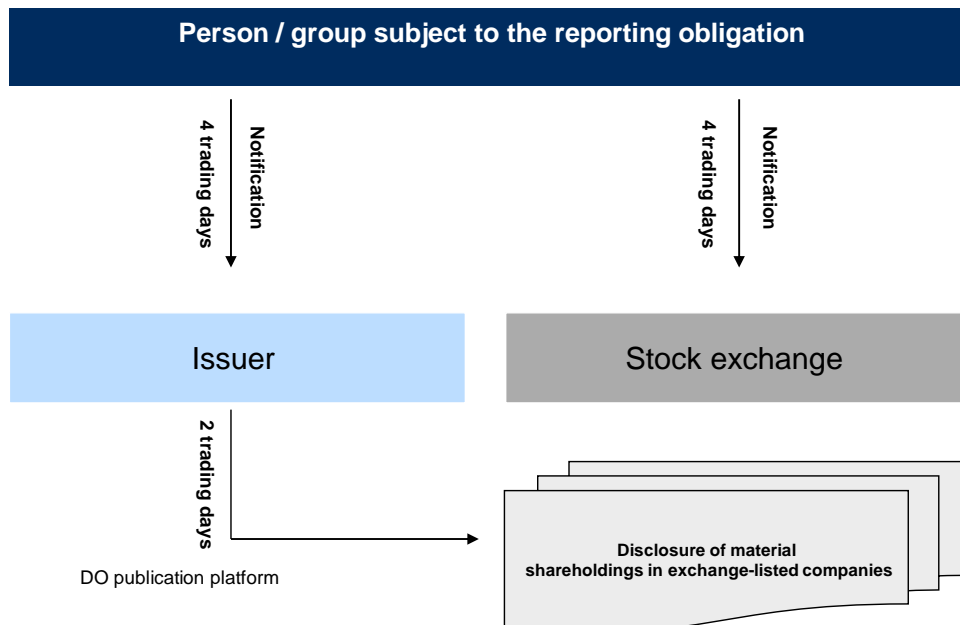 Person / group subject to the reporting obligation
4 trading days
Notification
4 trading days
Notification
Issuer
Stock exchange
2 trading days
DO publication platform
Disclosure of material
shareholdings in exchange-listed companies